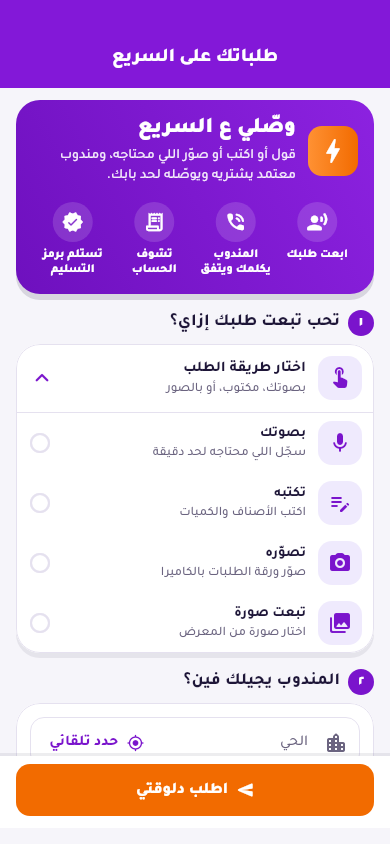 طلباتك على السريع
وصّلي ع السريع
قول أو اكتب أو صوّر اللي محتاجه، ومندوب
معتمد يشتريه ويوصّله لحد بابك.
ابعت طلبك
المندوب
يكلمك ويتفق
تشوف
الحساب
تستلم برمز
التسليم
١
تحب تبعت طلبك إزاي؟
اختار طريقة الطلب
بصوتك، مكتوب، أو بالصور
بصوتك
سجّل اللي محتاجه لحد دقيقة
تكتبه
اكتب الأصناف والكميات
تصوّره
صوّر ورقة الطلبات بالكاميرا
تبعت صورة
اختار صورة من المعرض
٢
المندوب يجيلك فين؟
الحي
حدد تلقائي
اطلب دلوقتي